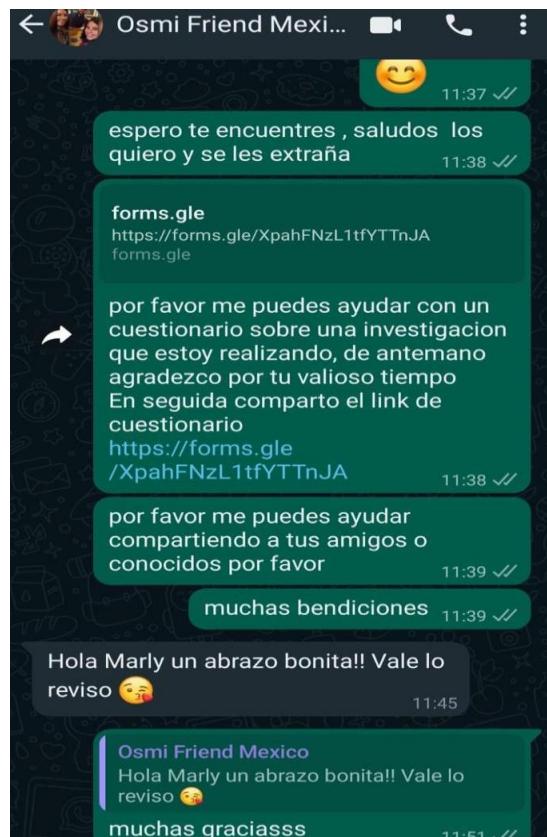 Osmi Friend Mexi...
😊
11:37
espero te encuentres , saludos los
quiero y se les extraña
11:38
forms.gle
https://forms.gle/XpahFNzL1tfYTTnJA
forms.gle
por favor me puedes ayudar con un
cuestionario sobre una investigacion
que estoy realizando, de antemano
agradezco por tu valioso tiempo
En seguida comparto el link de
cuestionario
https://forms.gle
/XpahFNzL1tfYTTnJA
11:38
por favor me puedes ayudar
compartiendo a tus amigos o
conocidos por favor
11:39
muchas bendiciones
11:39
Hola Marly un abrazo bonita!! Vale lo
reviso 😘
11:45
Osmi Friend Mexico
Hola Marly un abrazo bonita!! Vale lo
reviso 😘
muchas graciasss
11:51